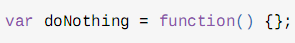 var doNothing = function() {};